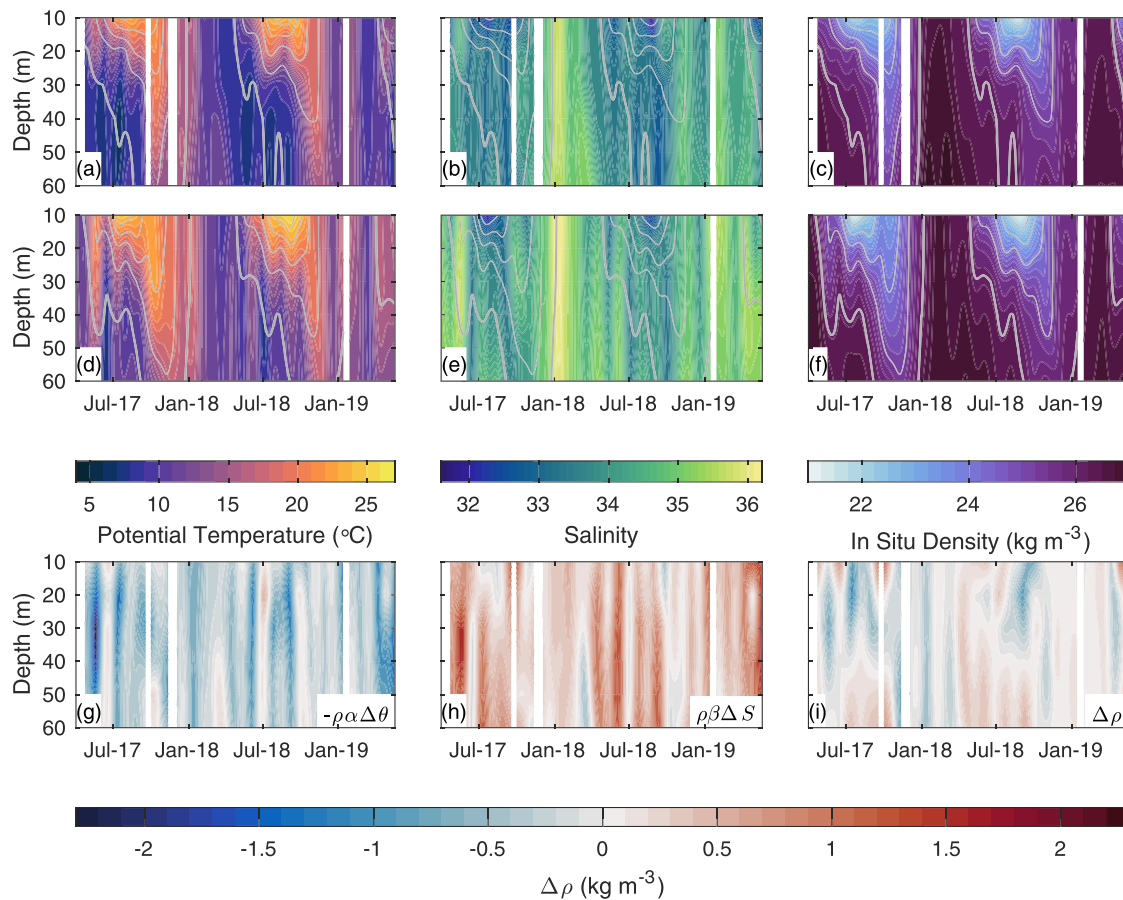 10
20
30
40
50
60
Depth (m)
(a)
(b)
(c)
10
20
30
40
50
60
Depth (m)
(d)
(e)
(f)
Jul-17 Jan-18 Jul-18 Jan-19
Jul-17 Jan-18 Jul-18 Jan-19
Jul-17 Jan-18 Jul-18 Jan-19
5 10 15 20 25
Potential Temperature (°C)
32 33 34 35 36
Salinity
22 24 26
In Situ Density (kg m⁻³)
10
20
30
40
50
60
Depth (m)
(g)
-ραΔθ
(h)
ρβΔS
(i)
Δρ
Jul-17 Jan-18 Jul-18 Jan-19
Jul-17 Jan-18 Jul-18 Jan-19
Jul-17 Jan-18 Jul-18 Jan-19
-2 -1.5 -1 -0.5 0 0.5 1 1.5 2
Δρ (kg m⁻³)